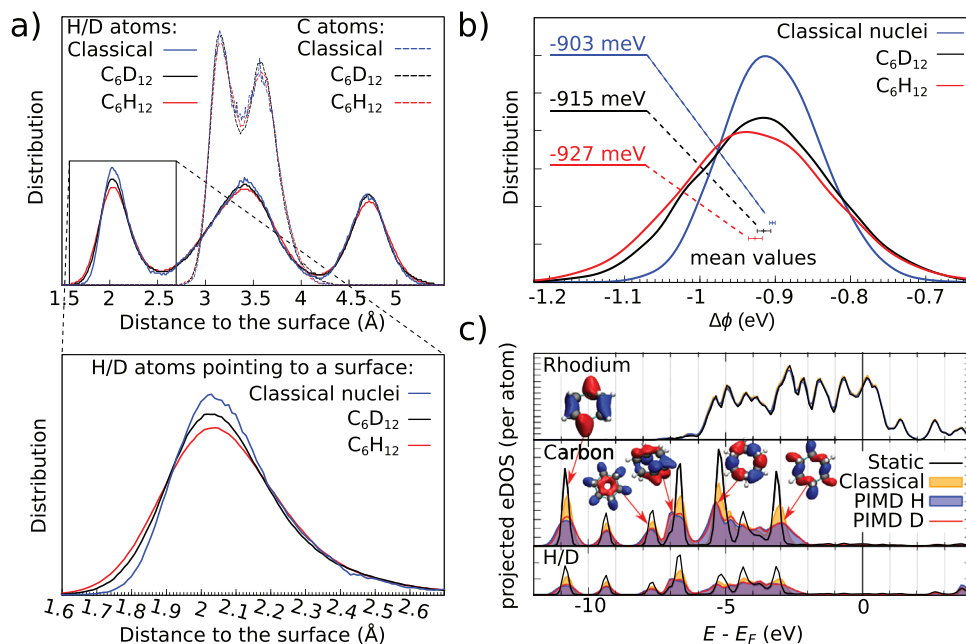 a)
H/D atoms:
C atoms:
Classical
Classical
C₆D₁₂
C₆D₁₂
C₆H₁₂
C₆H₁₂
Distribution
1.5 2 2.5 3 3.5 4 4.5 5
Distance to the surface (Å)
H/D atoms pointing to a surface:
Classical nuclei
C₆D₁₂
C₆H₁₂
Distribution
1.6 1.7 1.8 1.9 2 2.1 2.2 2.3 2.4 2.5 2.6
Distance to the surface (Å)
b)
-903 meV
Classical nuclei
C₆D₁₂
-915 meV
C₆H₁₂
-927 meV
mean values
Distribution
-1.2 -1.1 -1 -0.9 -0.8 -0.7
Δϕ (eV)
c)
Rhodium
Carbon
Static
Classical
PIMD H
PIMD D
H/D
projected eDOS (per atom)
-10 -5 0
E - E_F (eV)